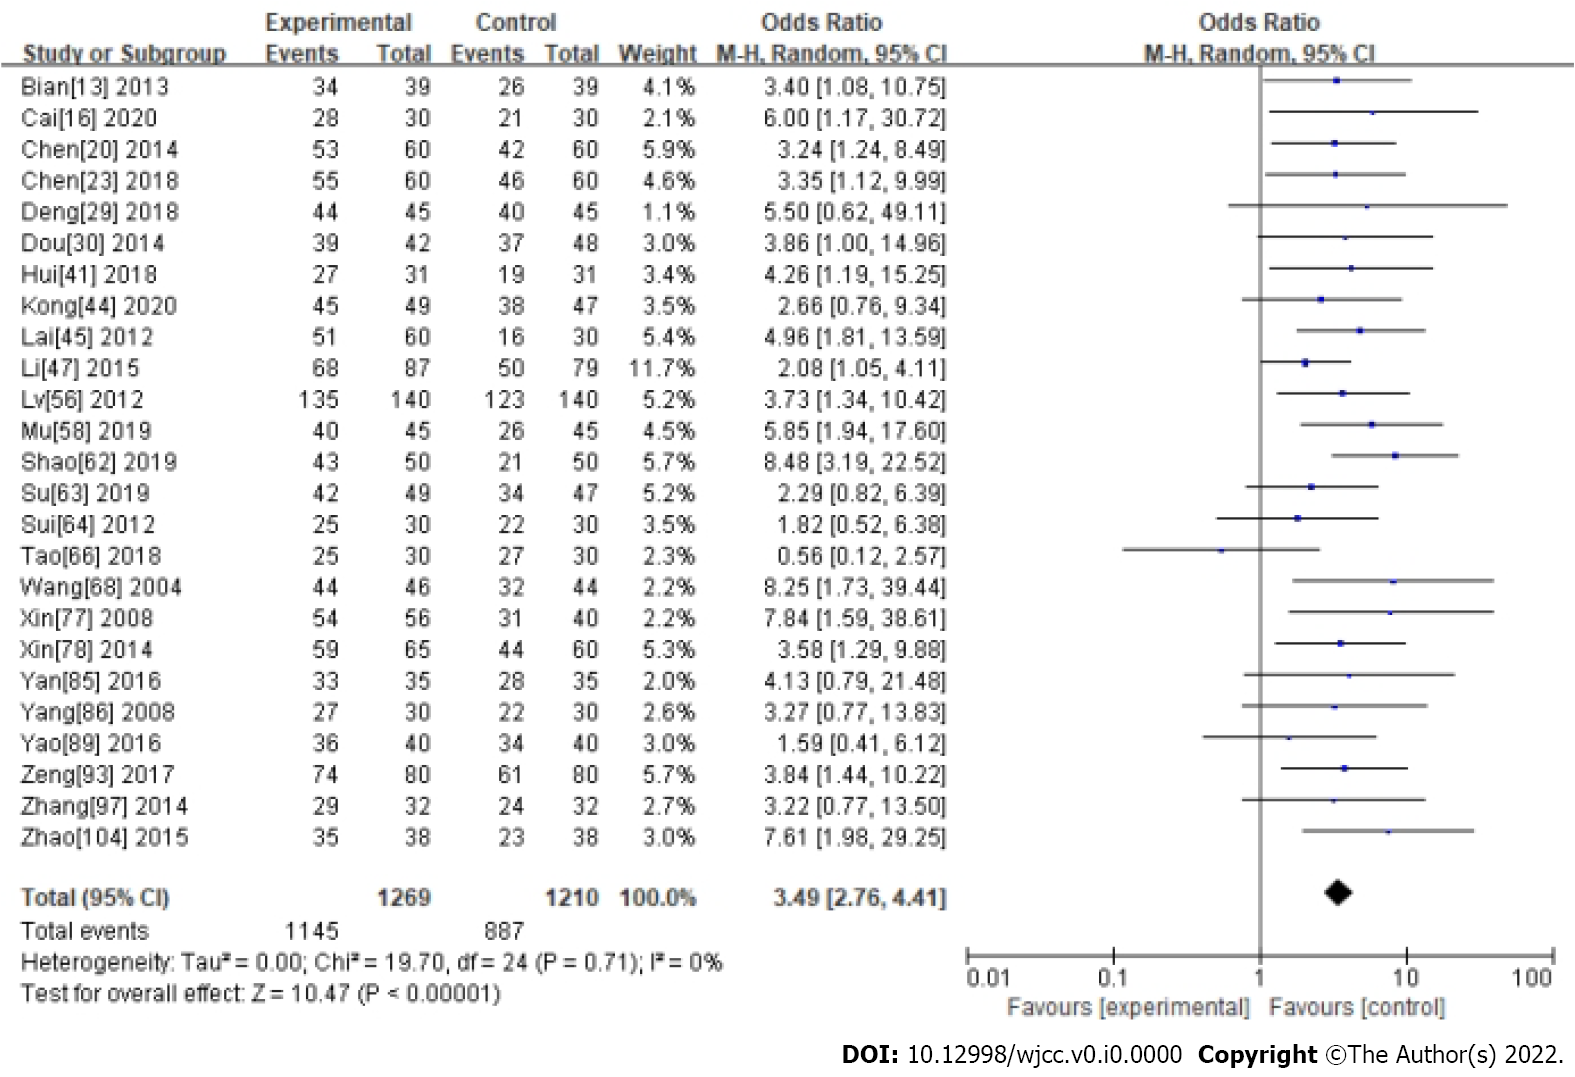 Experimental Control Odds Ratio Odds Ratio
Study or Subgroup Events Total Events Total Weight M-H, Random, 95% CI M-H, Random, 95% CI
Bian[13] 2013 34 39 26 39 4.1% 3.40 [1.08, 10.75]
Cai[16] 2020 28 30 21 30 2.1% 6.00 [1.17, 30.72]
Chen[20] 2014 53 60 42 60 5.9% 3.24 [1.24, 8.49]
Chen[23] 2018 55 60 46 60 4.6% 3.35 [1.12, 9.99]
Deng[29] 2018 44 45 40 45 1.1% 5.50 [0.62, 49.11]
Dou[30] 2014 39 42 37 48 3.0% 3.86 [1.00, 14.96]
Hui[41] 2018 27 31 19 31 3.4% 4.26 [1.19, 15.25]
Kong[44] 2020 45 49 38 47 3.5% 2.66 [0.76, 9.34]
Lai[45] 2012 51 60 16 30 5.4% 4.96 [1.81, 13.59]
Li[47] 2015 68 87 50 79 11.7% 2.08 [1.05, 4.11]
Lv[56] 2012 135 140 123 140 5.2% 3.73 [1.34, 10.42]
Mu[58] 2019 40 45 26 45 4.5% 5.85 [1.94, 17.60]
Shao[62] 2019 43 50 21 50 5.7% 8.48 [3.19, 22.52]
Su[63] 2019 42 49 34 47 5.2% 2.29 [0.82, 6.39]
Sui[64] 2012 25 30 22 30 3.5% 1.82 [0.52, 6.38]
Tao[66] 2018 25 30 27 30 2.3% 0.56 [0.12, 2.57]
Wang[68] 2004 44 46 32 44 2.2% 8.25 [1.73, 39.44]
Xin[77] 2008 54 56 31 40 2.2% 7.84 [1.59, 38.61]
Xin[78] 2014 59 65 44 60 5.3% 3.58 [1.29, 9.88]
Yan[85] 2016 33 35 28 35 2.0% 4.13 [0.79, 21.48]
Yang[86] 2008 27 30 22 30 2.6% 3.27 [0.77, 13.83]
Yao[89] 2016 36 40 34 40 3.0% 1.59 [0.41, 6.12]
Zeng[93] 2017 74 80 61 80 5.7% 3.84 [1.44, 10.22]
Zhang[97] 2014 29 32 24 32 2.7% 3.22 [0.77, 13.50]
Zhao[104] 2015 35 38 23 38 3.0% 7.61 [1.98, 29.25]
Total (95% CI) 1269 1210 100.0% 3.49 [2.76, 4.41]
Total events 1145 887
Heterogeneity: Tau² = 0.00; Chi² = 19.70, df = 24 (P = 0.71); I² = 0%
Test for overall effect: Z = 10.47 (P < 0.00001)
0.01 0.1 1 10 100
Favours [experimental] Favours [control]
DOI: 10.12998/wjcc.v0.i0.0000 Copyright ©The Author(s) 2022.